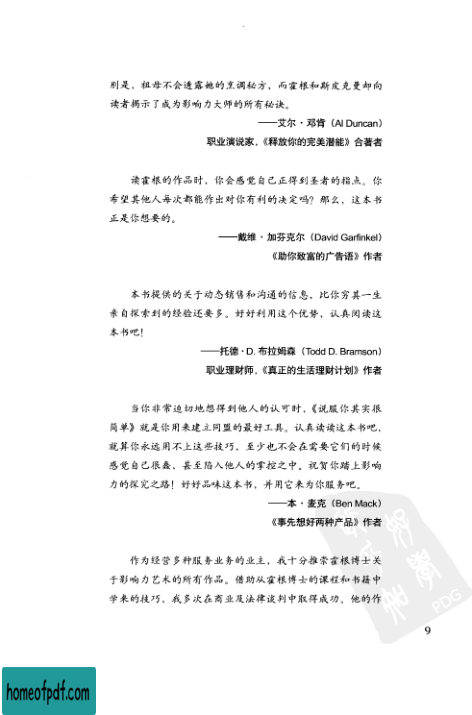 别是，祖母不会透露她的烹调秘方，而霍根和斯皮克曼却向
读者揭示了成为影响力大师的所有秘诀。
——艾尔·邓肯（Al Duncan）
职业演说家，《释放你的完美潜能》合著者
读霍根的作品时，你会感觉自己正得到圣者的指点。你
希望其他人每次都能作出对你有利的决定吗？那么，这本书
正是你想要的。
——戴维·加芬克尔（David Garfinkel）
《助你致富的广告语》作者
本书提供的关于动态销售和沟通的信息，比你穷其一生
亲自探索到的经验还要多。好好利用这个优势，认真阅读这
本书吧！
——托德·D. 布拉姆森（Todd D. Bramson）
职业理财师，《真正的生活理财计划》作者
当你非常迫切地想得到他人的认可时，《说服你其实很
简单》就是你用来建立同盟的最好工具。认真读读这本书吧，
就算你永远用不上这些技巧，至少也不会在需要它们的时候
感觉自己很蠢，甚至陷入他人的掌控之中。祝贺你踏上影响
力的探究之路！好好品味这本书，并用它来为你服务吧。
——本·麦克（Ben Mack）
《事先想好两种产品》作者
作为经营多种服务业务的业主，我十分推崇霍根博士关
于影响力艺术的所有作品。借助从霍根博士的课程和书籍中
学来的技巧，我多次在商业及法律谈判中取得成功。他的作
PDG
9
homeofpdf.com